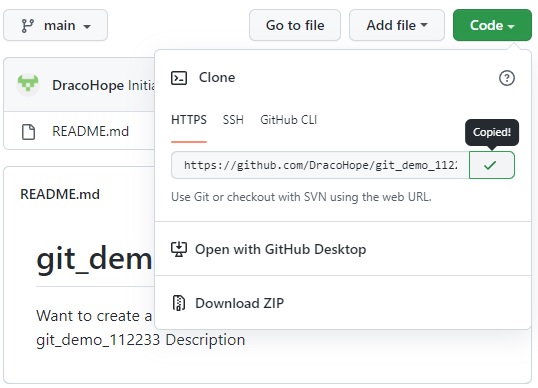 main
Go to file
Add file
Code
Clone
DracoHope
HTTPS
SSH
GitHub CLI
Copied!
README.md
https://github.com/DracoHope/git_demo_112
Use Git or checkout with SVN using the web URL.
README.md
Open with GitHub Desktop
git_dem
Download ZIP
Want to create a
git_demo_112233 Description